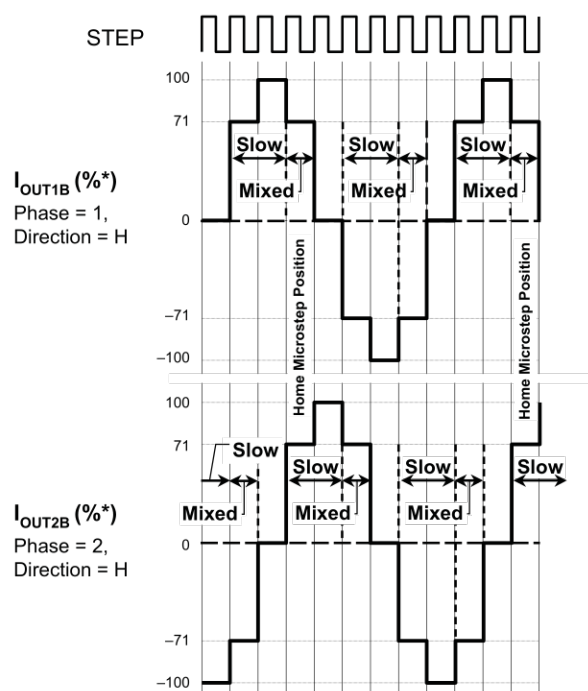 STEP
100
71
Slow
Slow
Slow
Mixed
Mixed
Mixed
I_OUT1B (%*)
Phase = 1,
Direction = H
0
–71
–100
Home Microstep Position
Home Microstep Position
100
71
Slow
Slow
Slow
Slow
Mixed
Mixed
Mixed
I_OUT2B (%*)
Phase = 2,
Direction = H
0
–71
–100